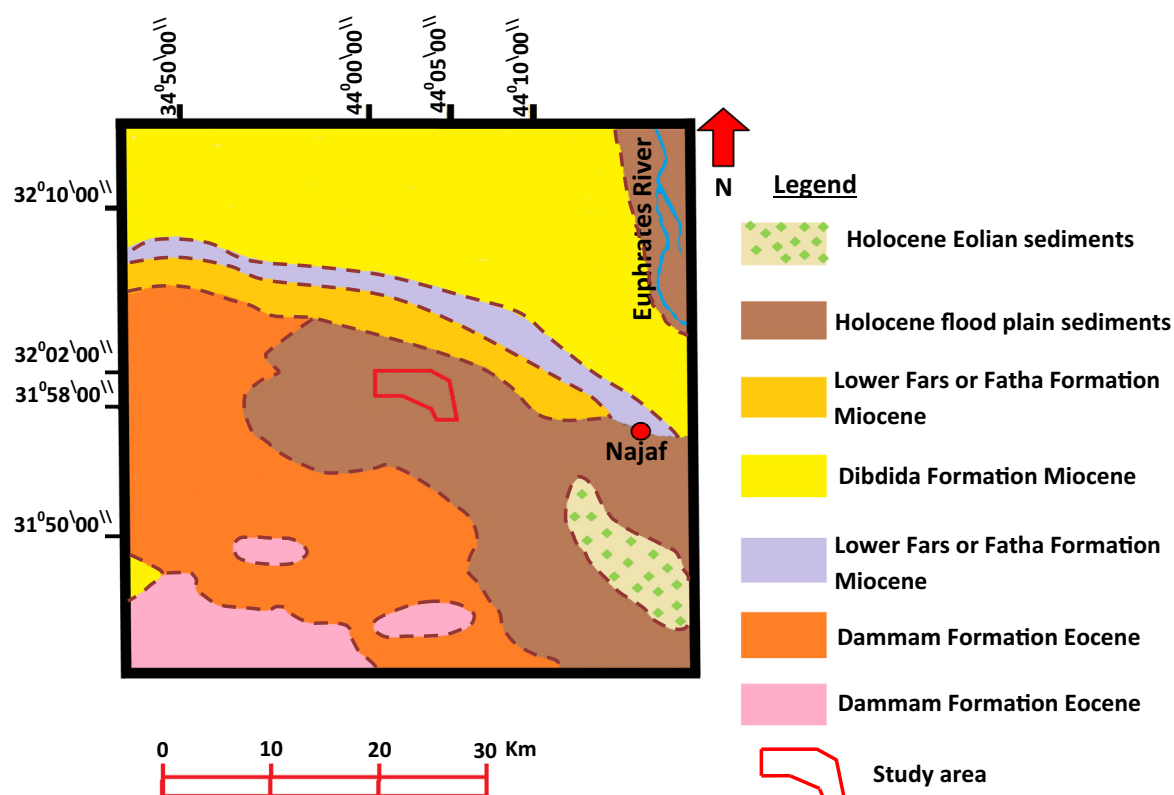 34⁰50\00\\
44⁰00\00\\
44⁰05\00\\
44⁰10\00\\
32⁰10\00\\
32⁰02\00\\
31⁰58\00\\
31⁰50\00\\
Euphrates River
Najaf
N
Legend
Holocene Eolian sediments
Holocene flood plain sediments
Lower Fars or Fatha Formation
Miocene
Dibdida Formation Miocene
Lower Fars or Fatha Formation
Miocene
Dammam Formation Eocene
Dammam Formation Eocene
Study area
0 10 20 30 Km